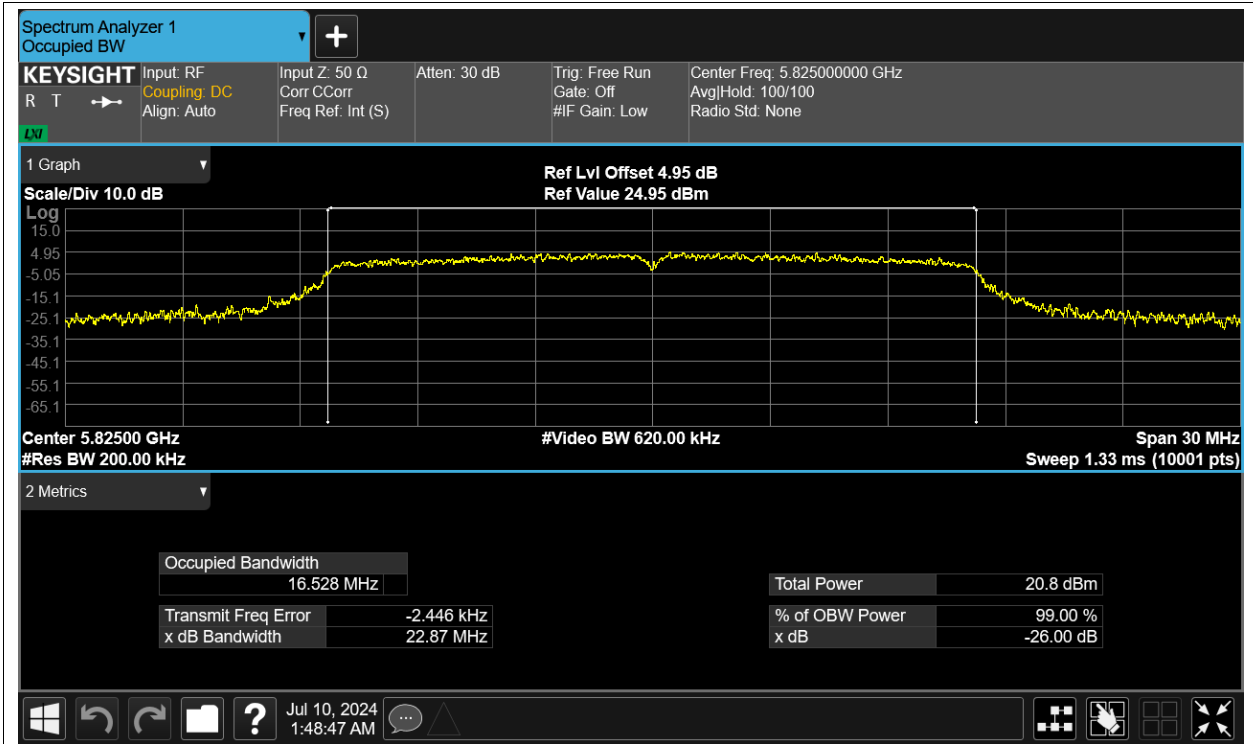 Spectrum Analyzer 1
Occupied BW
KEYSIGHT
R T
LXI
Input: RF
Coupling: DC
Align: Auto
Input Z: 50 Ω
Corr CCorr
Freq Ref: Int (S)
Atten: 30 dB
Trig: Free Run
Gate: Off
#IF Gain: Low
Center Freq: 5.825000000 GHz
Avg|Hold: 100/100
Radio Std: None
1 Graph
Scale/Div 10.0 dB
Ref Lvl Offset 4.95 dB
Ref Value 24.95 dBm
Log
15.0
4.95
-5.05
-15.1
-25.1
-35.1
-45.1
-55.1
-65.1
Center 5.82500 GHz
#Video BW 620.00 kHz
Span 30 MHz
#Res BW 200.00 kHz
Sweep 1.33 ms (10001 pts)
2 Metrics
Occupied Bandwidth
16.528 MHz
Total Power 20.8 dBm
Transmit Freq Error -2.446 kHz
% of OBW Power 99.00 %
x dB Bandwidth 22.87 MHz
x dB -26.00 dB
?
Jul 10, 2024
1:48:47 AM